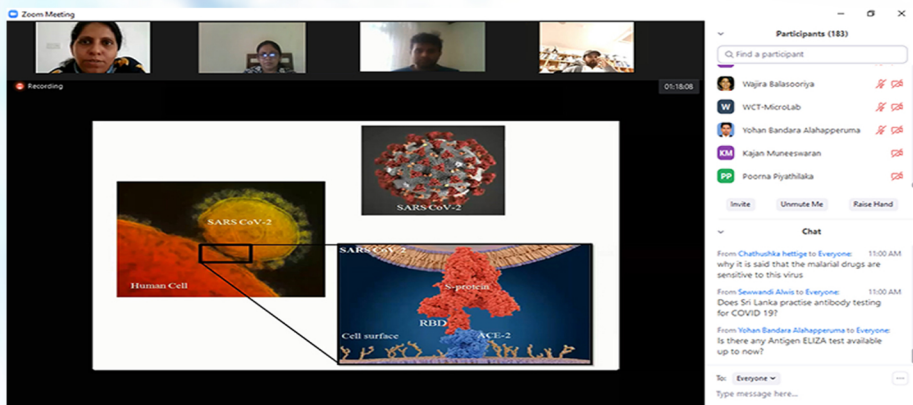 Zoom Meeting
Recording
01:18:08
SARS CoV-2
SARS CoV-2
Human Cell
SARS CoV-2
S-protein
RBD
ACE-2
Cell surface
Participants (183)
Find a participant
Wajira Balasooriya
W WCT-MicroLab
Yohan Bandara Alahapperuma
KM Kajan Muneeswaran
PP Poorna Piyathilaka
Invite Unmute Me Raise Hand
Chat
From Chathushka hettige to Everyone: 11:00 AM
why it is said that the malarial drugs are
sensitive to this virus
From Sewwandi Alwis to Everyone: 11:00 AM
Does Sri Lanka practise antibody testing
for COVID 19?
From Yohan Bandara Alahapperuma to Everyone:
Is there any Antigen ELIZA test available
up to now?
To: Everyone
Type message here...